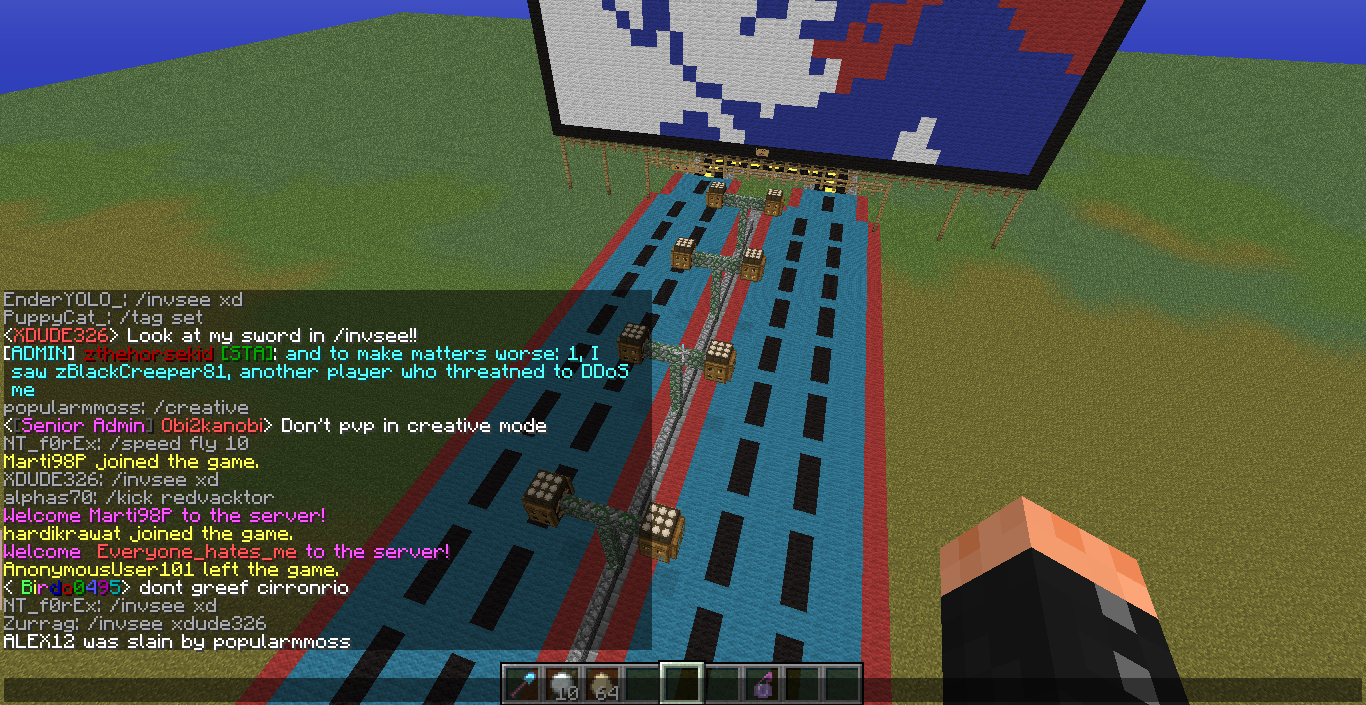 EnderYOLO_: /invsee xd
PuppyCat_: /tag set
<XDUDE326> Look at my sword in /invsee!!
[ADMIN] zthehorsekid [STA]: and to make matters worse: 1, I
saw zBlackCreeper81, another player who threatned to DDoS
me
popularmmoss: /creative
<[Senior Admin] Obi2kanobi> Don't pvp in creative mode
NT_f0rEx: /speed fly 10
Marti98P joined the game.
XDUDE326: /invsee xd
alphas70: /kick redvacktor
Welcome Marti98P to the server!
hardikrawat joined the game.
Welcome Everyone_hates_me to the server!
AnonymousUser101 left the game.
< Birdo0495> dont greef cirronrio
NT_f0rEx: /invsee xd
Zurrag: /invsee xdude326
ALEX12 was slain by popularmmoss
10 64